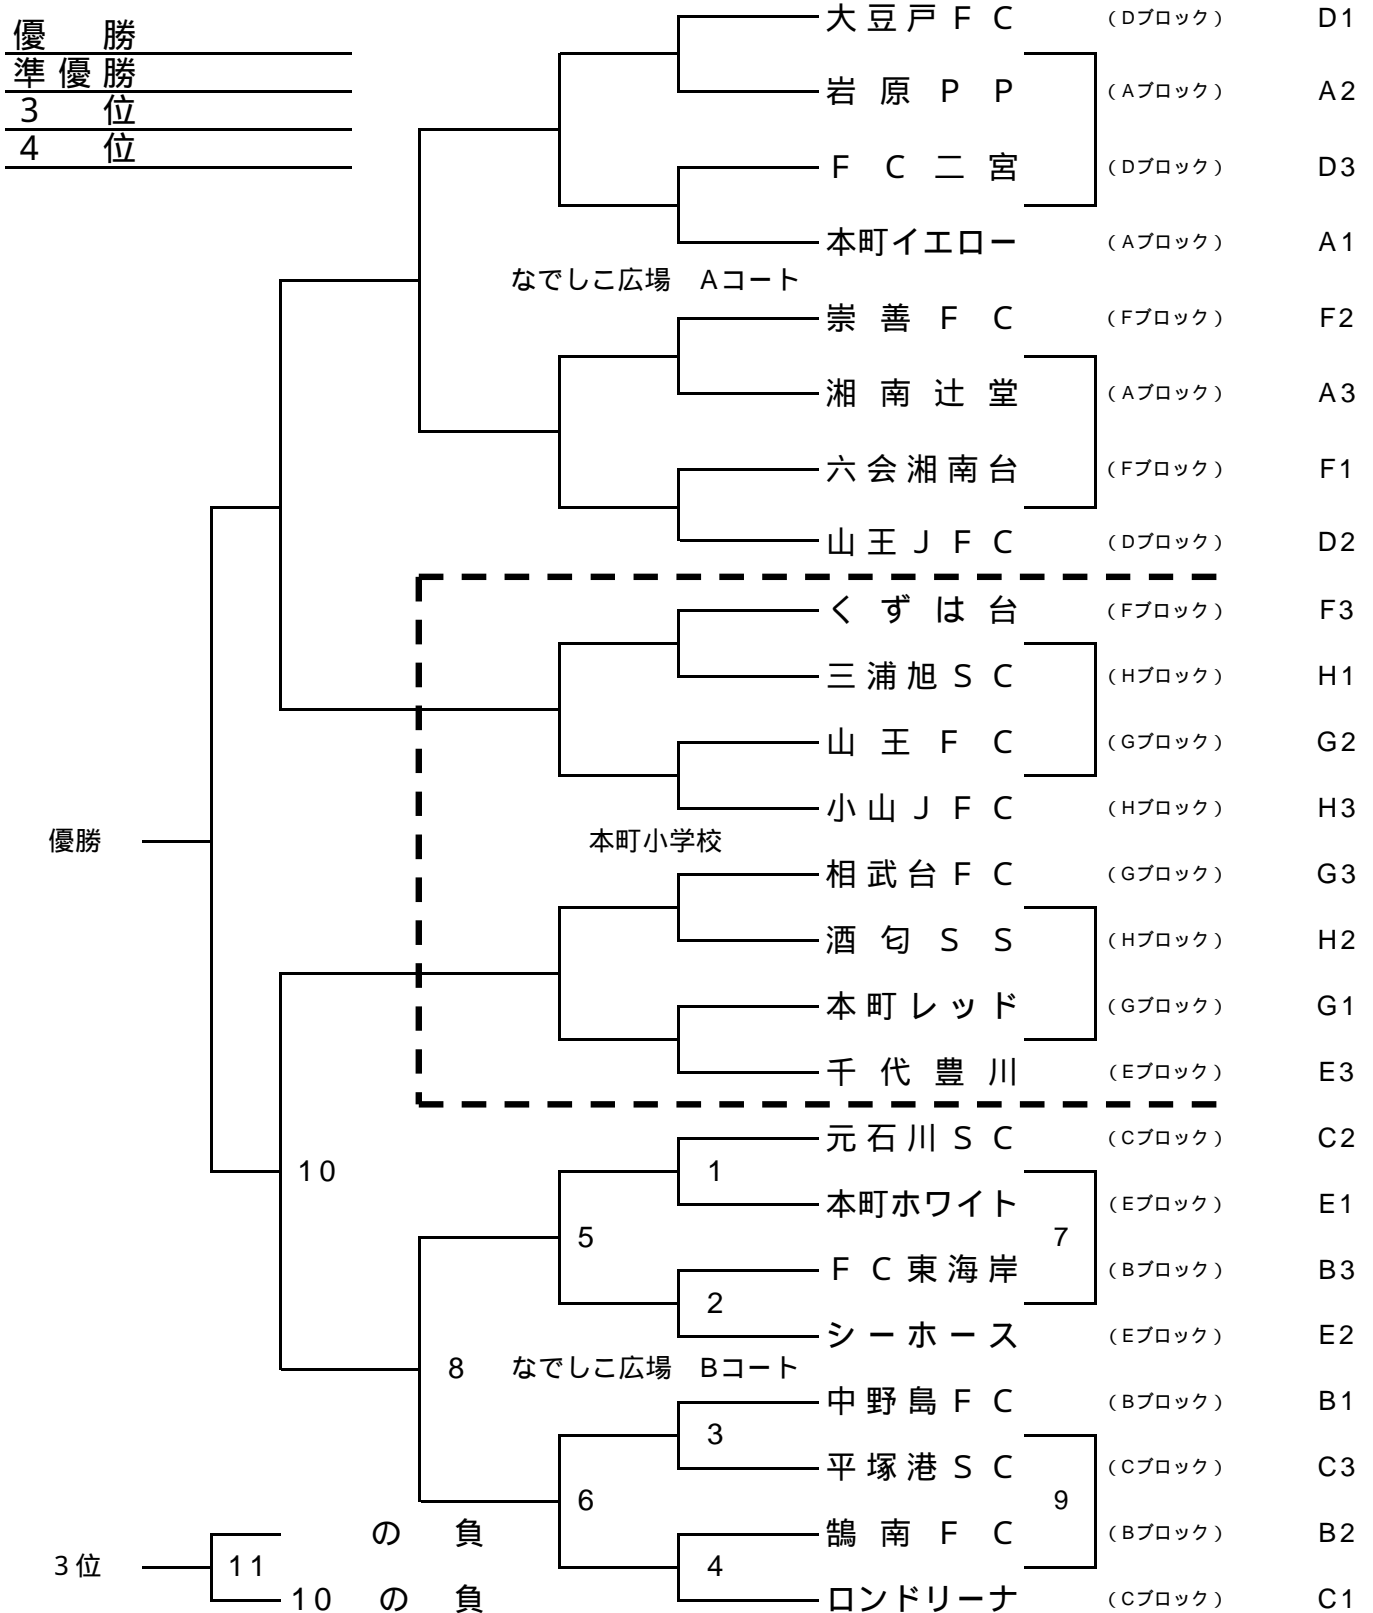 優勝
準優勝
3位
4位
大豆戸ＦＣ (Dブロック) D1
岩原ＰＰ (Aブロック) A2
ＦＣ二宮 (Dブロック) D3
本町イエロー (Aブロック) A1
なでしこ広場 Aコート
崇善ＦＣ (Fブロック) F2
湘南辻堂 (Aブロック) A3
六会湘南台 (Fブロック) F1
山王ＪＦＣ (Dブロック) D2
くずは台 (Fブロック) F3
三浦旭ＳＣ (Hブロック) H1
山王ＦＣ (Gブロック) G2
小山ＪＦＣ (Hブロック) H3
優勝 本町小学校
相武台ＦＣ (Gブロック) G3
酒匂ＳＳ (Hブロック) H2
本町レッド (Gブロック) G1
千代豊川 (Eブロック) E3
元石川ＳＣ (Cブロック) C2
10 1
本町ホワイト (Eブロック) E1
5 7
ＦＣ東海岸 (Bブロック) B3
2
シーホース (Eブロック) E2
8 なでしこ広場 Bコート
中野島ＦＣ (Bブロック) B1
3
平塚港ＳＣ (Cブロック) C3
6 9
の負 鵠南ＦＣ (Bブロック) B2
3位 11 4
10の負 ロンドリーナ (Cブロック) C1